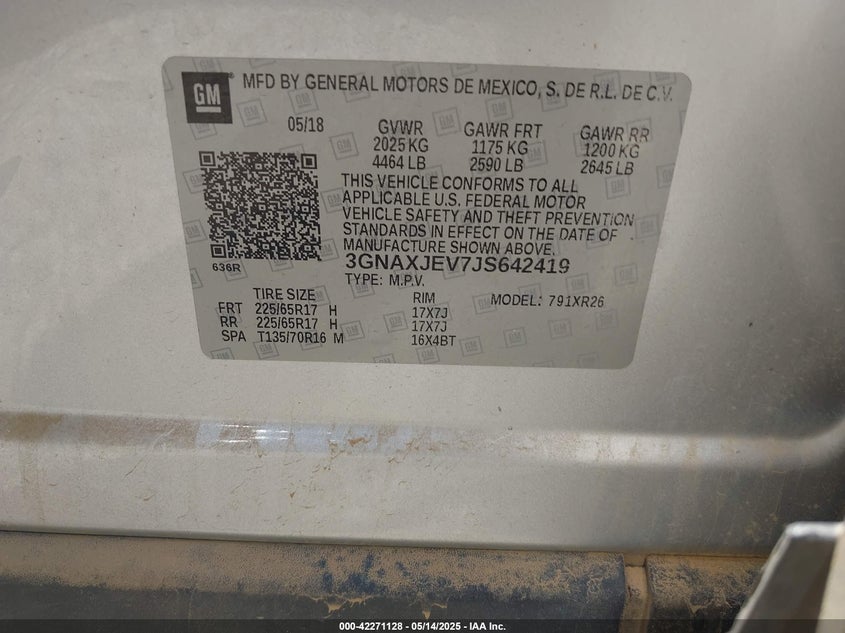 GM
MFD BY GENERAL MOTORS DE MEXICO, S. DE R.L. DE C.V.
05/18 GVWR GAWR FRT GAWR RR
2025 KG 1175 KG 1200 KG
4464 LB 2590 LB 2645 LB
THIS VEHICLE CONFORMS TO ALL
APPLICABLE U.S. FEDERAL MOTOR
VEHICLE SAFETY AND THEFT PREVENTION
STANDARDS IN EFFECT ON THE DATE OF
MANUFACTURE SHOWN ABOVE.
636R 3GNAXJEV7JS642419
TYPE: M.P.V.
TIRE SIZE RIM MODEL: 791XR26
FRT 225/65R17 H 17X7J
RR 225/65R17 H 17X7J
SPA T135/70R16 M 16X4BT
000-42271128 - 05/14/2025 - IAA Inc.